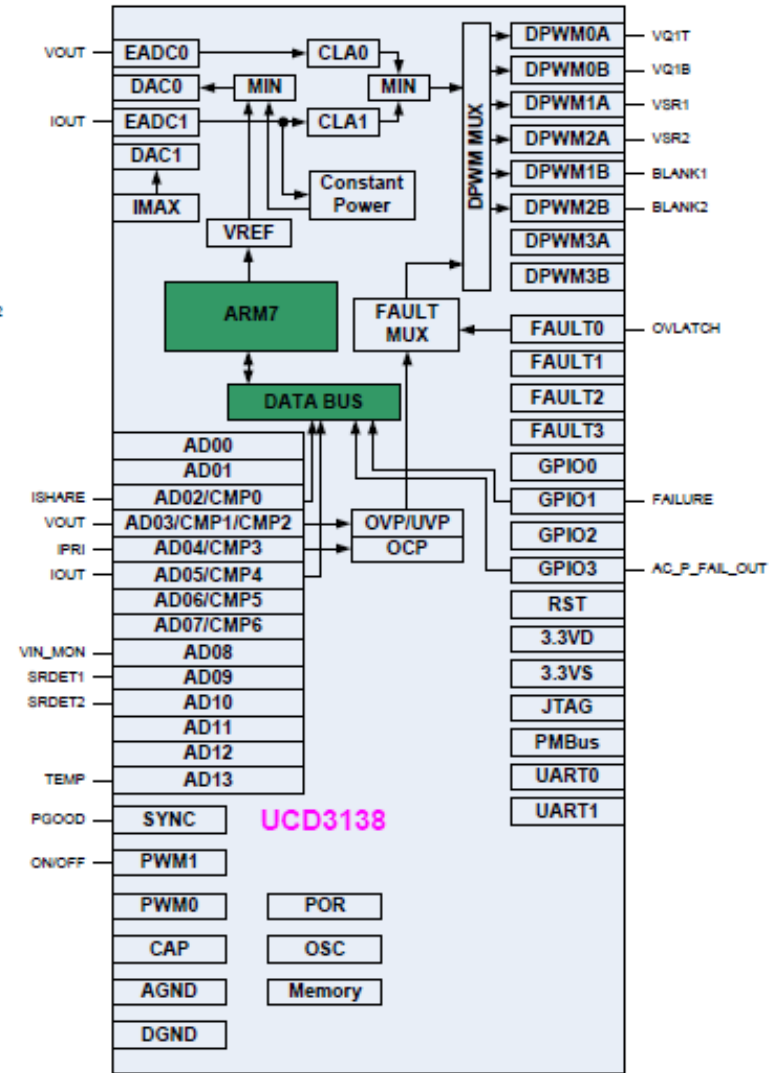 VOUT
EADC0
CLA0
DPWM0A
VQ1T
DAC0
MIN
MIN
DPWM0B
VQ1B
IOUT
EADC1
CLA1
DPWM MUX
DPWM1A
VSR1
DAC1
DPWM2A
VSR2
Constant
Power
DPWM1B
BLANK1
IMAX
DPWM2B
BLANK2
VREF
DPWM3A
DPWM3B
ARM7
FAULT
MUX
FAULT0
OVLATCH
FAULT1
DATA BUS
FAULT2
FAULT3
AD00
AD01
GPIO0
ISHARE
AD02/CMP0
GPIO1
FAILURE
VOUT
AD03/CMP1/CMP2
OVP/UVP
GPIO2
IPRI
AD04/CMP3
OCP
IOUT
AD05/CMP4
GPIO3
AC_P_FAIL_OUT
AD06/CMP5
RST
AD07/CMP6
3.3VD
VIN_MON
AD08
SRDET1
AD09
3.3VS
SRDET2
AD10
JTAG
AD11
AD12
PMBus
TEMP
AD13
UART0
PGOOD
SYNC
UCD3138
UART1
ON/OFF
PWM1
PWM0
POR
CAP
OSC
AGND
Memory
DGND